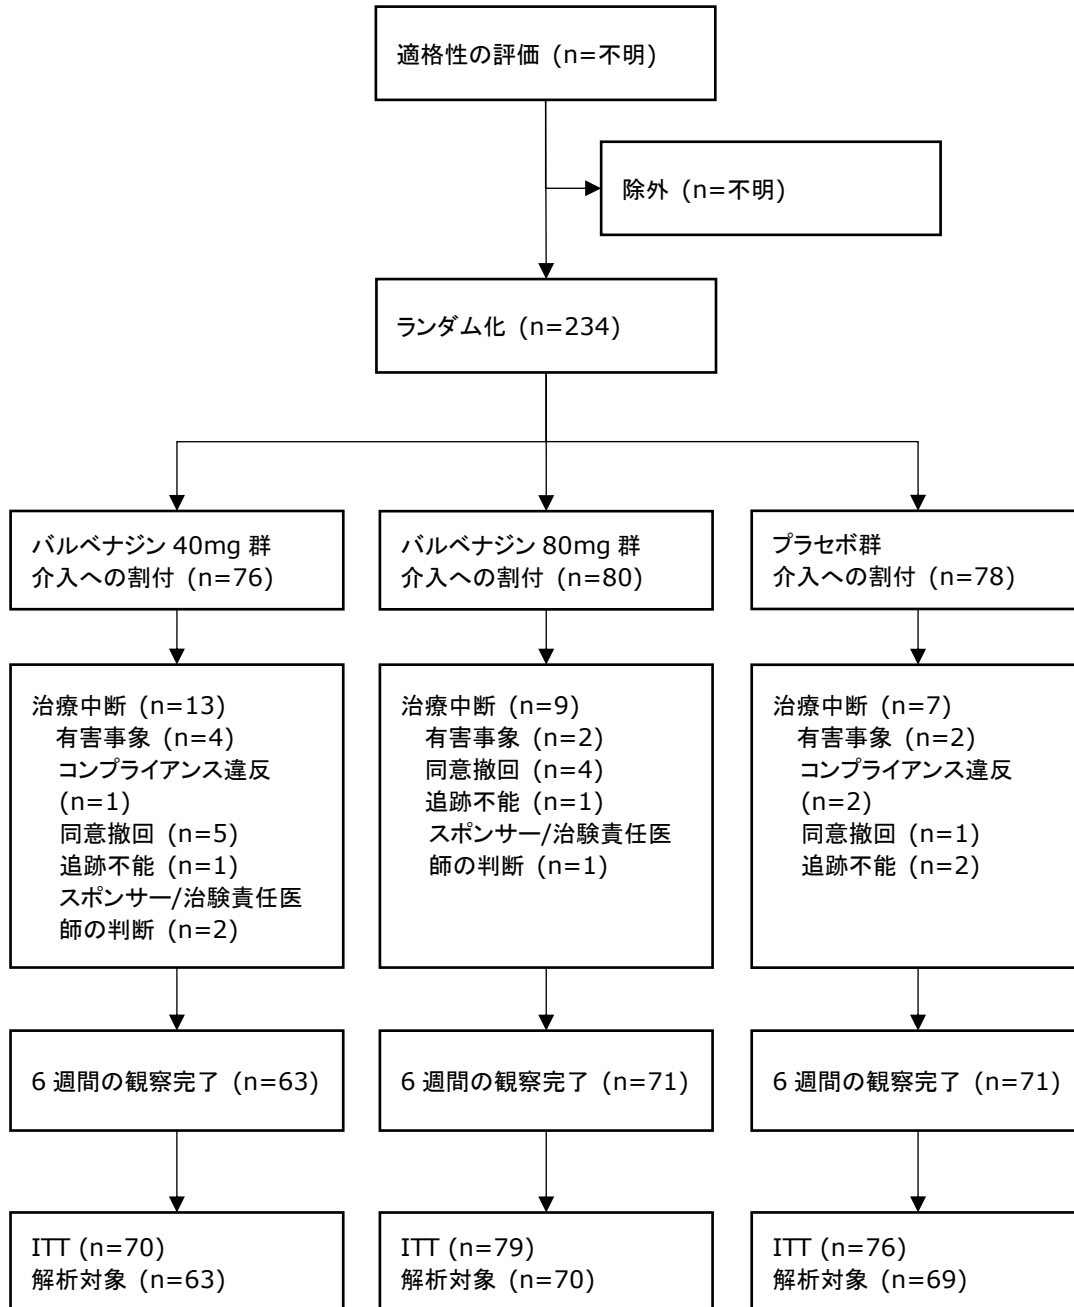 適格性の評価 (n=不明)
除外 (n=不明)
ランダム化 (n=234)
バルベナジン 40mg 群
介入への割付 (n=76)
バルベナジン 80mg 群
介入への割付 (n=80)
プラセボ群
介入への割付 (n=78)
治療中断 (n=13)
有害事象 (n=4)
コンプライアンス違反
(n=1)
同意撤回 (n=5)
追跡不能 (n=1)
スポンサー/治験責任医
師の判断 (n=2)
治療中断 (n=9)
有害事象 (n=2)
同意撤回 (n=4)
追跡不能 (n=1)
スポンサー/治験責任医
師の判断 (n=1)
治療中断 (n=7)
有害事象 (n=2)
コンプライアンス違反
(n=2)
同意撤回 (n=1)
追跡不能 (n=2)
6 週間の観察完了 (n=63)
6 週間の観察完了 (n=71)
6 週間の観察完了 (n=71)
ITT (n=70)
解析対象 (n=63)
ITT (n=79)
解析対象 (n=70)
ITT (n=76)
解析対象 (n=69)